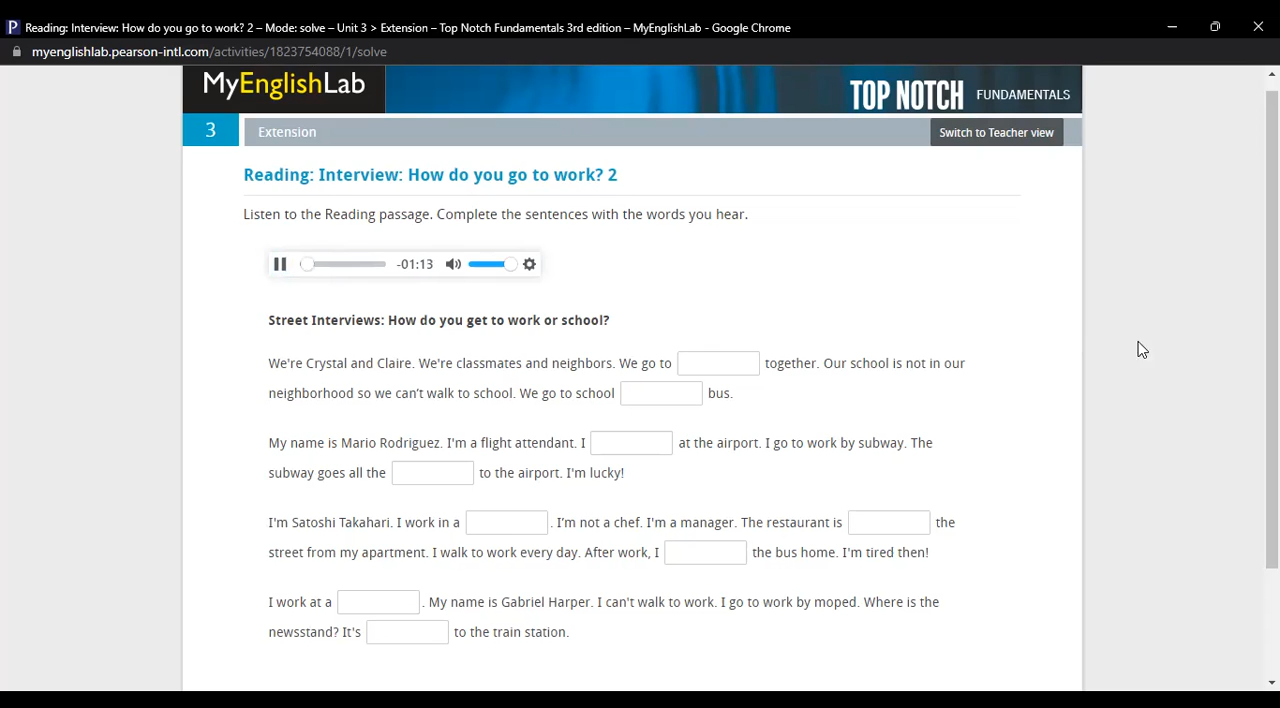 Reading: Interview: How do you go to work? 2 – Mode: solve – Unit 3 > Extension – Top Notch Fundamentals 3rd edition – MyEnglishLab - Google Chrome
myenglishlab.pearson-intl.com/activities/1823754088/1/solve
MyEnglishLab
TOP NOTCH FUNDAMENTALS
3 Extension Switch to Teacher view
Reading: Interview: How do you go to work? 2
Listen to the Reading passage. Complete the sentences with the words you hear.
-01:13
Street Interviews: How do you get to work or school?
We're Crystal and Claire. We're classmates and neighbors. We go to together. Our school is not in our
neighborhood so we can’t walk to school. We go to school bus.
My name is Mario Rodriguez. I'm a flight attendant. I at the airport. I go to work by subway. The
subway goes all the to the airport. I'm lucky!
I'm Satoshi Takahari. I work in a . I’m not a chef. I'm a manager. The restaurant is the
street from my apartment. I walk to work every day. After work, I the bus home. I'm tired then!
I work at a . My name is Gabriel Harper. I can't walk to work. I go to work by moped. Where is the
newsstand? It's to the train station.